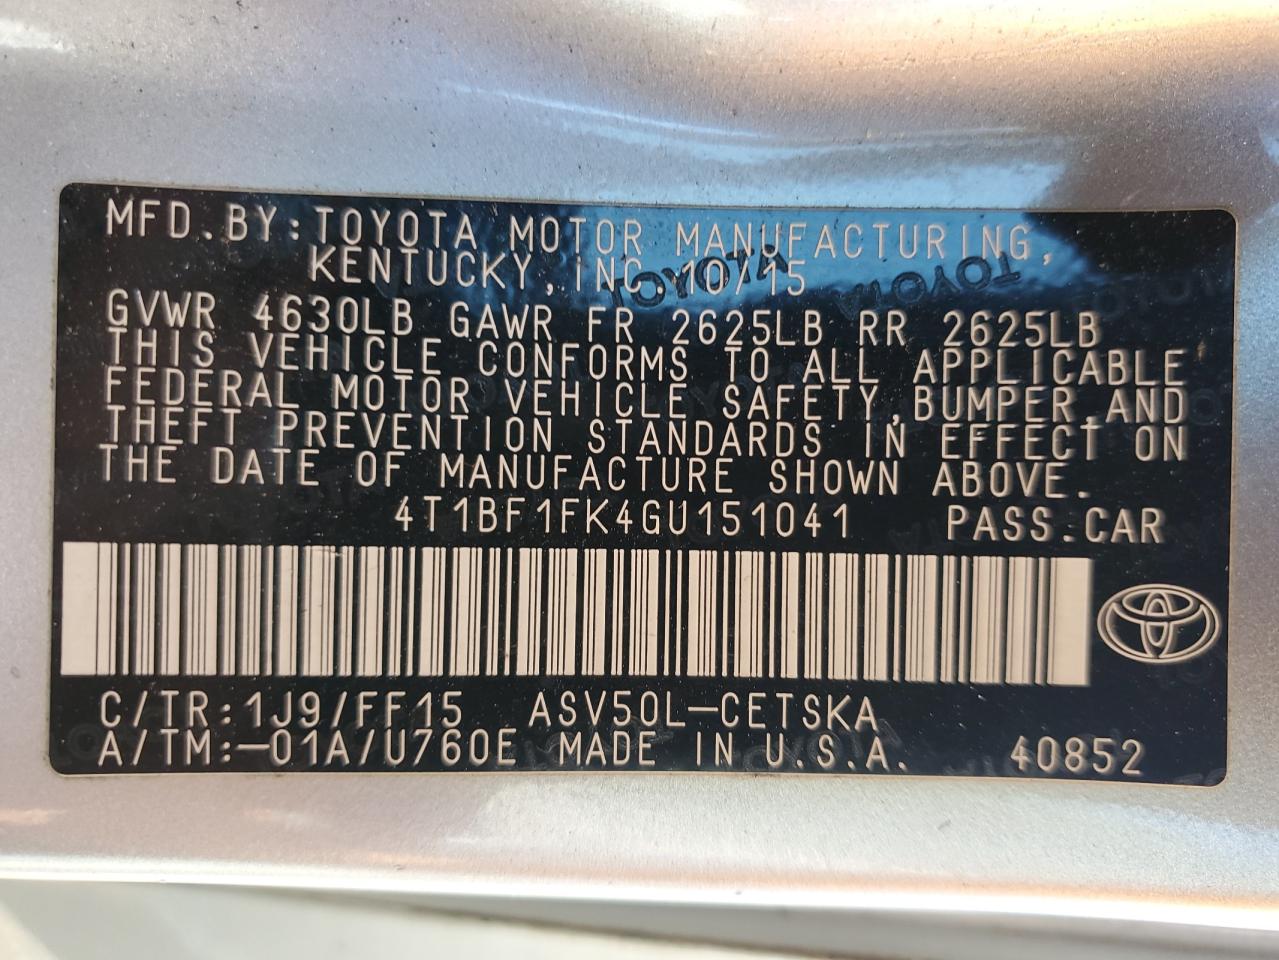 MFD.BY:TOYOTA MOTOR MANUFACTURING,
KENTUCKY,INC 10/15
GVWR 4630LB GAWR FR 2625LB RR 2625LB
THIS VEHICLE CONFORMS TO ALL APPLICABLE
FEDERAL MOTOR VEHICLE SAFETY,BUMPER,AND
THEFT PREVENTION STANDARDS IN EFFECT ON
THE DATE OF MANUFACTURE SHOWN ABOVE.
4T1BF1FK4GU151041 PASS.CAR
C/TR:1J9/FF15 ASV50L-CETSKA
A/TM:-01A/U760E MADE IN U.S.A. 40852
TOYOTA
TOYOTA